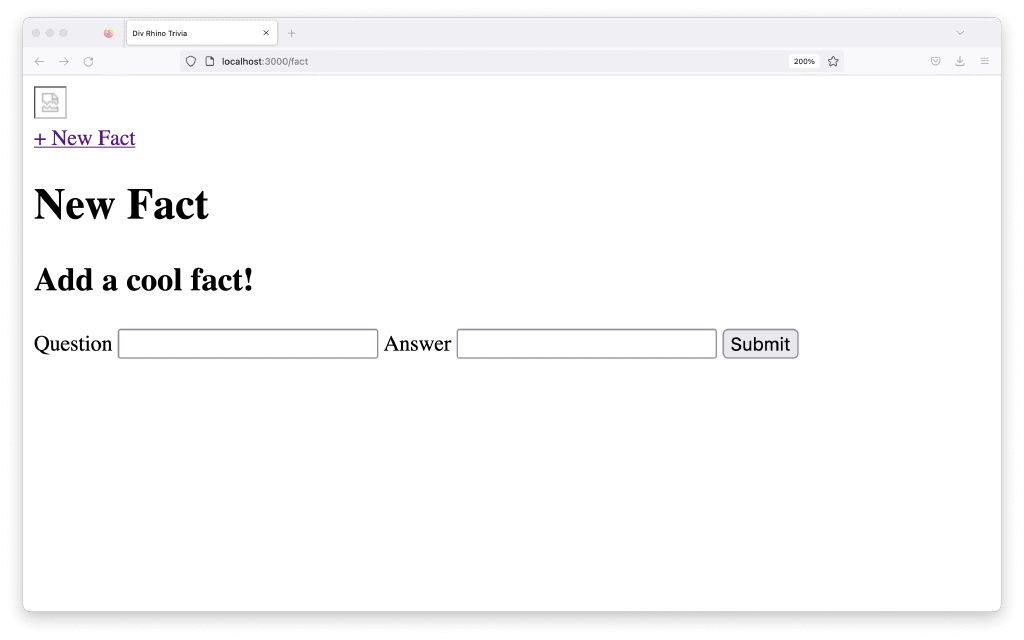 Div Rhino Trivia
localhost:3000/fact
200%
+ New Fact
New Fact
Add a cool fact!
Question Answer Submit